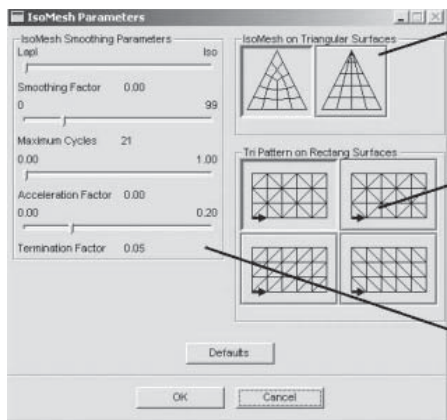 IsoMesh Parameters
IsoMesh Smoothing Parameters
Lapl Iso
Smoothing Factor 0.00
0 99
Maximum Cycles 21
0.00 1.00
Acceleration Factor 0.00
0.00 0.20
Termination Factor 0.05
IsoMesh on Triangular Surfaces
Tri Pattern on Rectang Surfaces
Defaults
OK Cancel